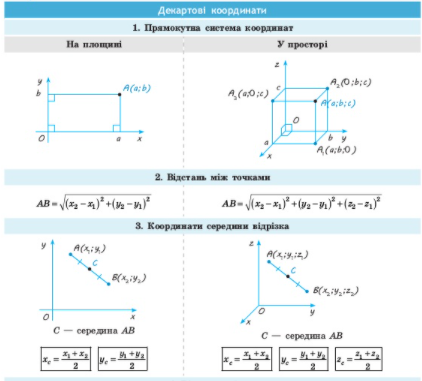 Декартові координати
1. Прямокутна система координат
На площині
У просторі
y
b
A(a;b)
O
a
x
z
c
A₃(a;0;c)
A₂(0;b;c)
A(a;b;c)
O
a
b
y
x
A₁(a;b;0)
2. Відстань між точками
AB = √((x₂ − x₁)² + (y₂ − y₁)²)
AB = √((x₂ − x₁)² + (y₂ − y₁)² + (z₂ − z₁)²)
3. Координати середини відрізка
y
A(x₁;y₁)
C
B(x₂;y₂)
O
x
C — середина AB
x_c = (x₁ + x₂)/2
y_c = (y₁ + y₂)/2
z
A(x₁;y₁;z₁)
C
B(x₂;y₂;z₂)
O
y
x
C — середина AB
x_c = (x₁ + x₂)/2
y_c = (y₁ + y₂)/2
z_c = (z₁ + z₂)/2